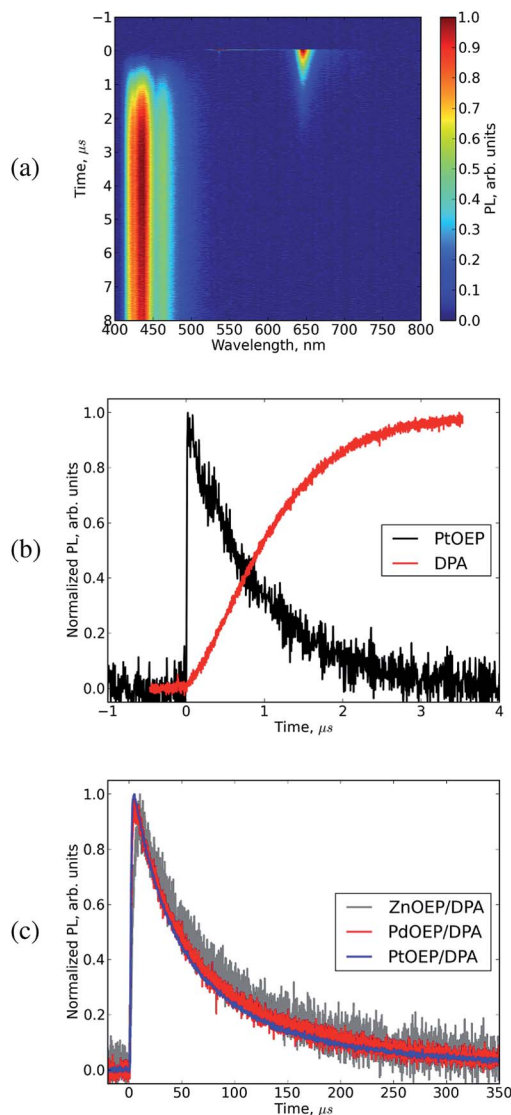 (a)
−1
0
1
2
3
4
5
6
7
8
Time, μs
400 450 500 550 600 650 700 750 800
Wavelength, nm
1.0
0.9
0.8
0.7
0.6
0.5
0.4
0.3
0.2
0.1
0.0
PL, arb. units
(b)
1.0
0.8
0.6
0.4
0.2
0.0
Normalized PL, arb. units
PtOEP
DPA
−1 0 1 2 3 4
Time, μs
(c)
1.0
0.8
0.6
0.4
0.2
0.0
Normalized PL, arb. units
ZnOEP/DPA
PdOEP/DPA
PtOEP/DPA
0 50 100 150 200 250 300 350
Time, μs